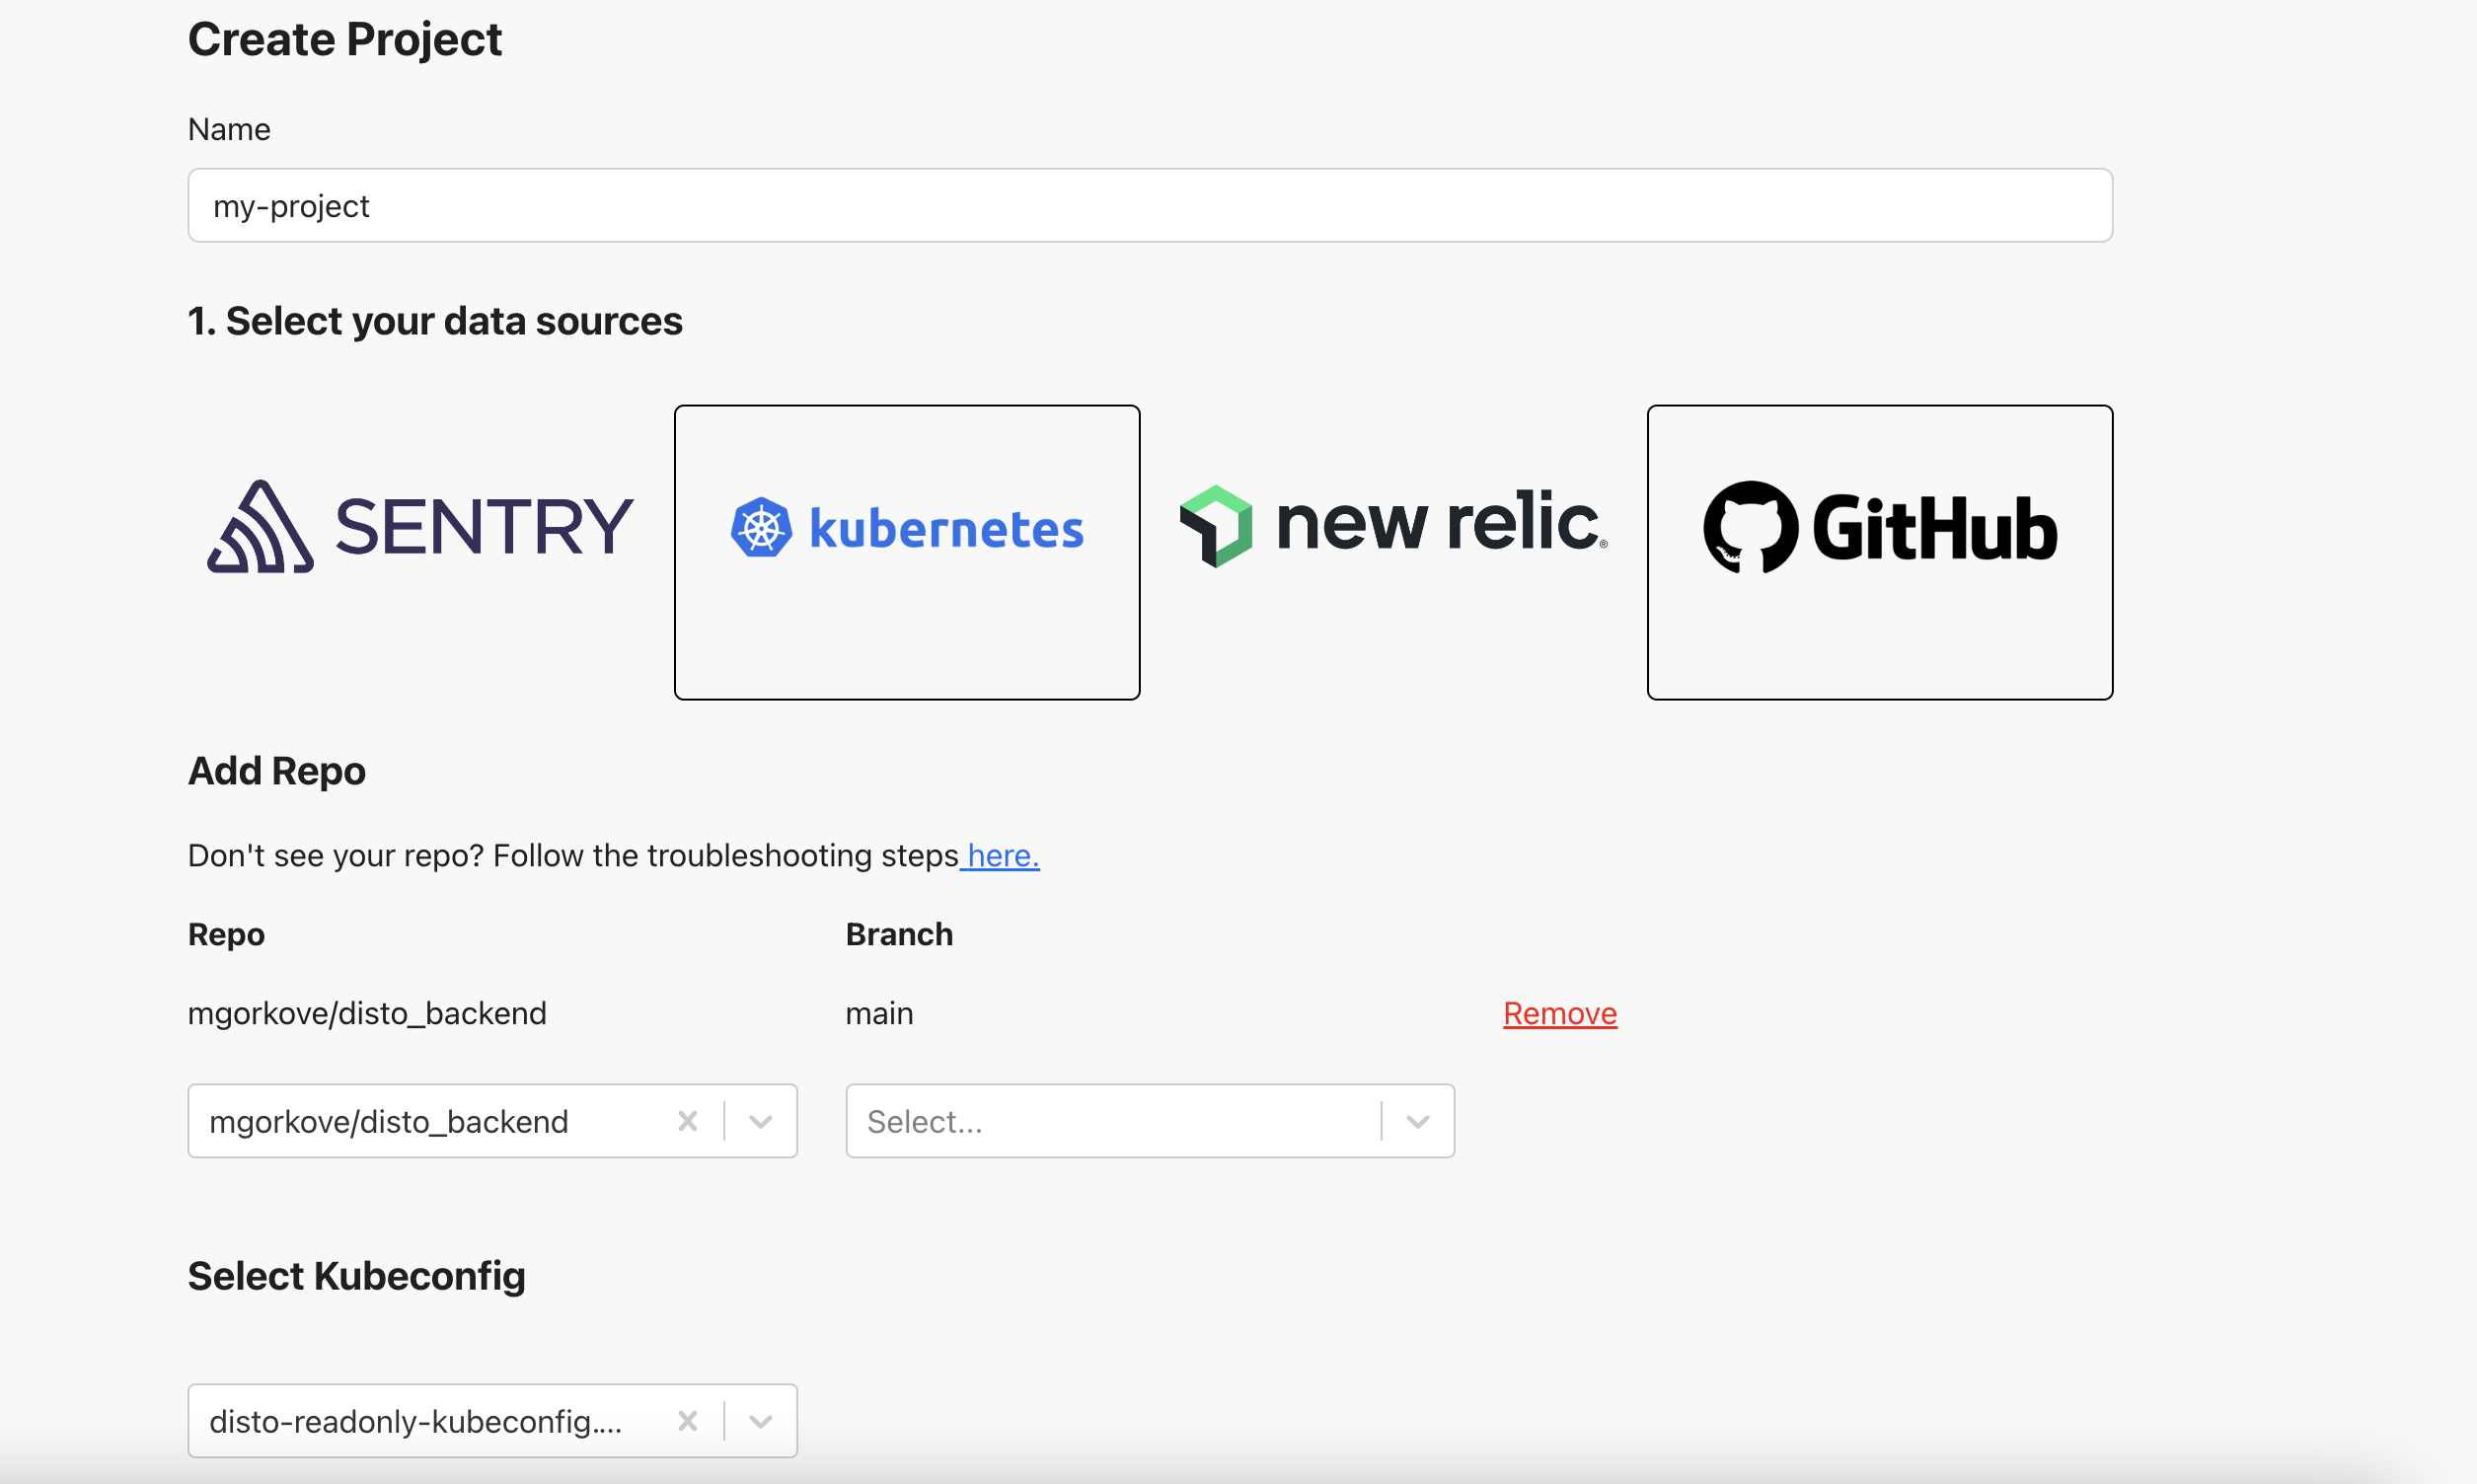 Create Project
Name
my-project
1. Select your data sources
SENTRY
kubernetes
new relic®
GitHub
Add Repo
Don't see your repo? Follow the troubleshooting steps here.
Repo Branch
mgorkove/disto_backend main Remove
mgorkove/disto_backend Select...
Select Kubeconfig
disto-readonly-kubeconfig....